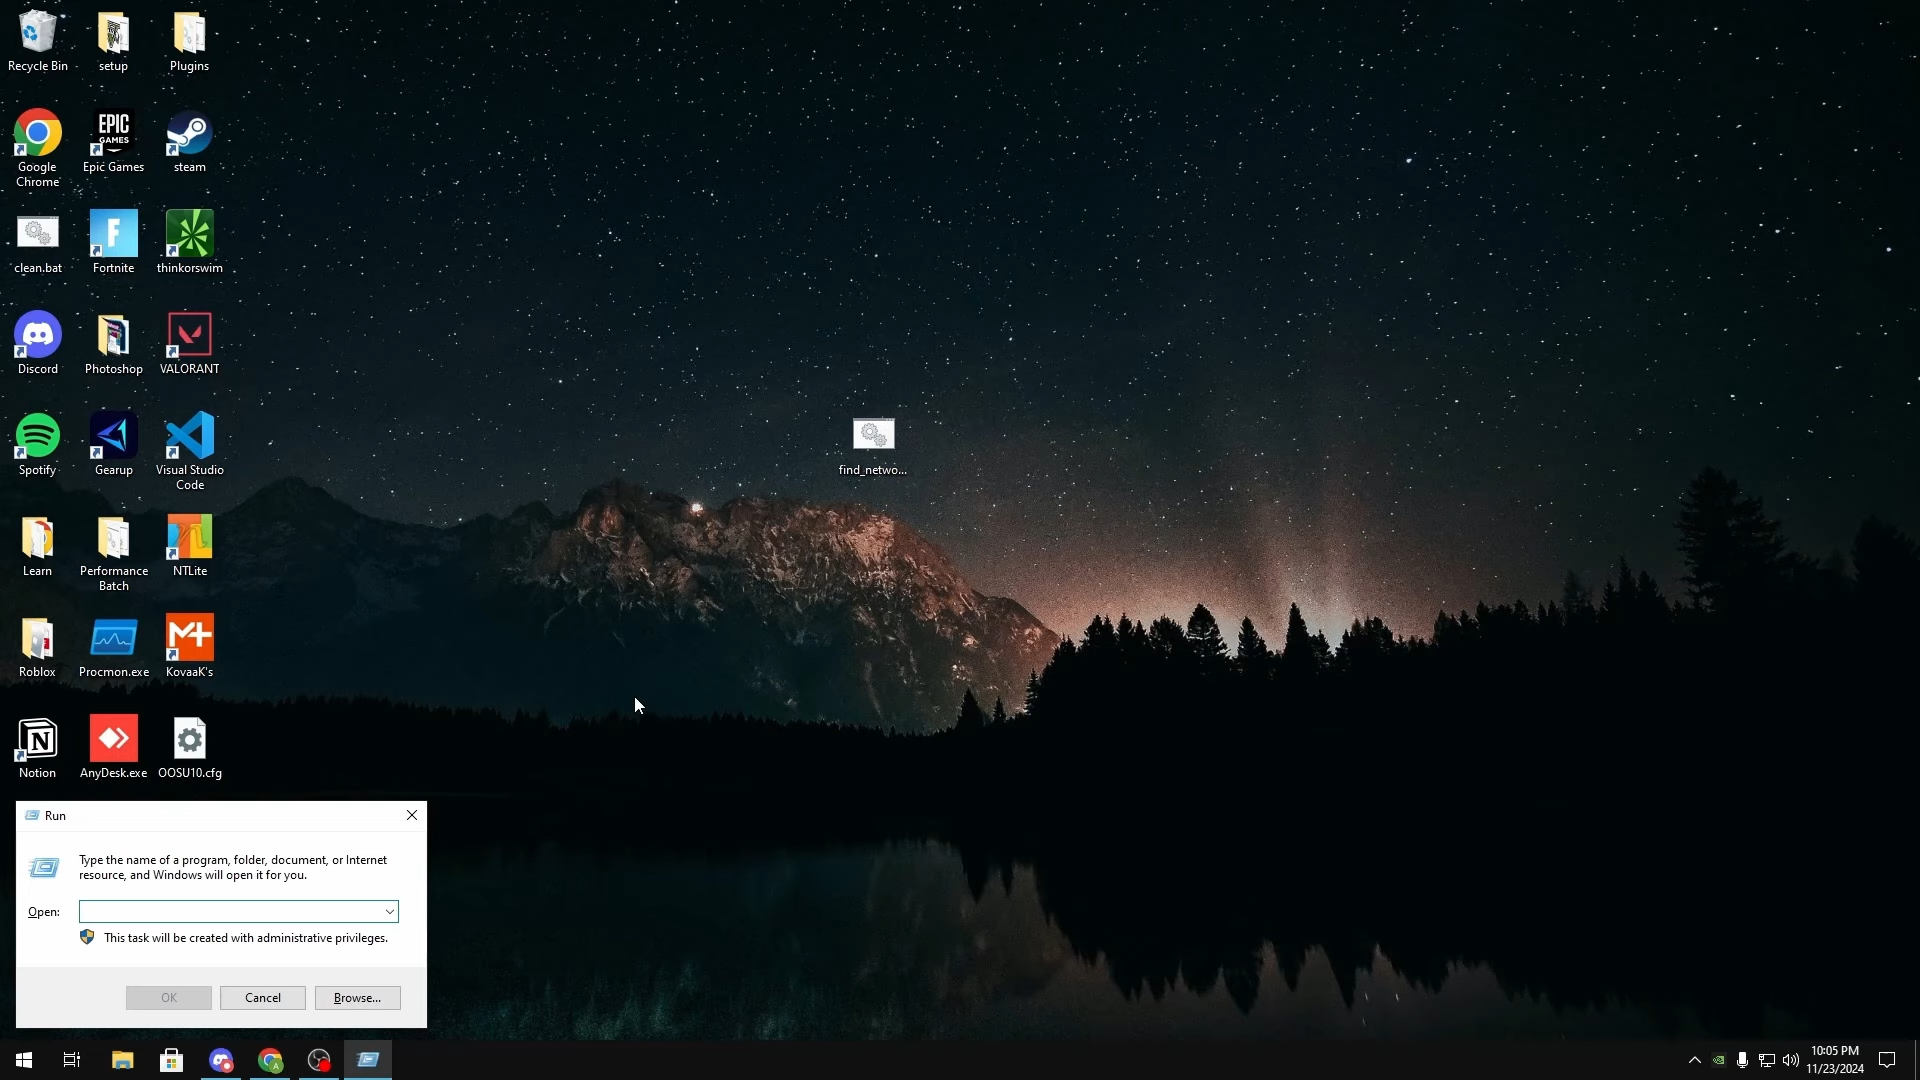 Recycle Bin
setup
Plugins
Google
Chrome
EPIC
GAMES
Epic Games
steam
clean.bat
Fortnite
thinkorswim
Discord
Photoshop
VALORANT
Spotify
Gearup
Visual Studio
Code
find_netwo...
Learn
Performance
Batch
NTLite
Roblox
Procmon.exe
KovaaK's
Notion
AnyDesk.exe
OOSU10.cfg
Run
Type the name of a program, folder, document, or Internet
resource, and Windows will open it for you.
Open:
This task will be created with administrative privileges.
OK
Cancel
Browse...
10:05 PM
11/23/2024